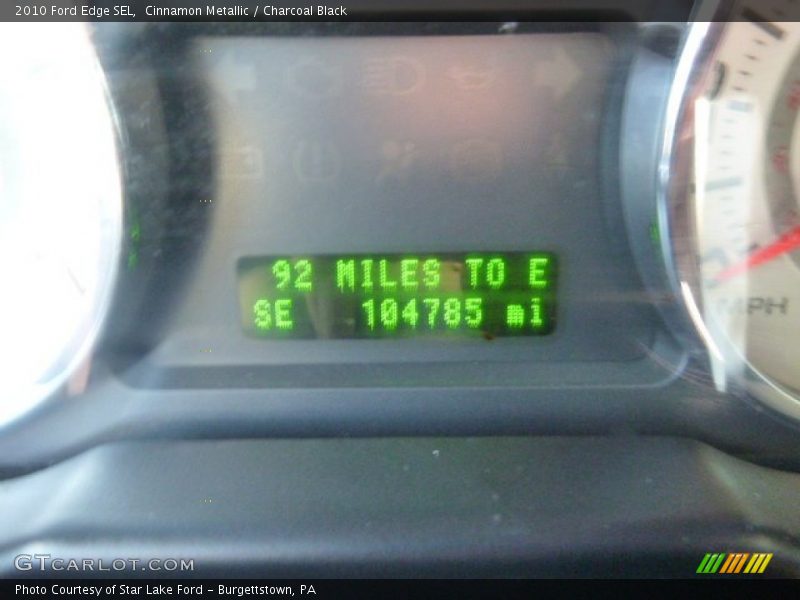 2010 Ford Edge SEL,  Cinnamon Metallic / Charcoal Black
92 MILES TO E
SE 104785 mi
MPH
GTCARLOT.COM
Photo Courtesy of Star Lake Ford – Burgettstown, PA